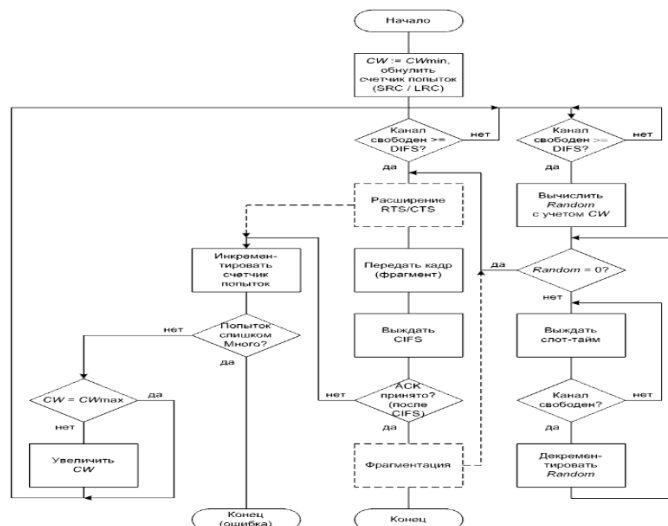 Начало
CW := CWmin,
обнулить
счетчик попыток
(SRC / LRC)
Канал
свободен >=
DIFS?
нет
да
Канал
свободен >=
DIFS?
нет
да
Расширение
RTS/CTS
Вычислить
Random
с учетом CW
Инкремен-
тировать
счетчик
попыток
Передать кадр
(фрагмент)
да
Random = 0?
нет
Попыток
слишком
Много?
нет
да
Выждать
CIFS
Выждать
слот-тайм
CW = CWmax
да
нет
АСК
принято?
(после
CIFS)
нет
да
Канал
свободен?
нет
да
Увеличить
CW
Фрагментация
Декремен-
тировать
Random
Конец
(ошибка)
Конец